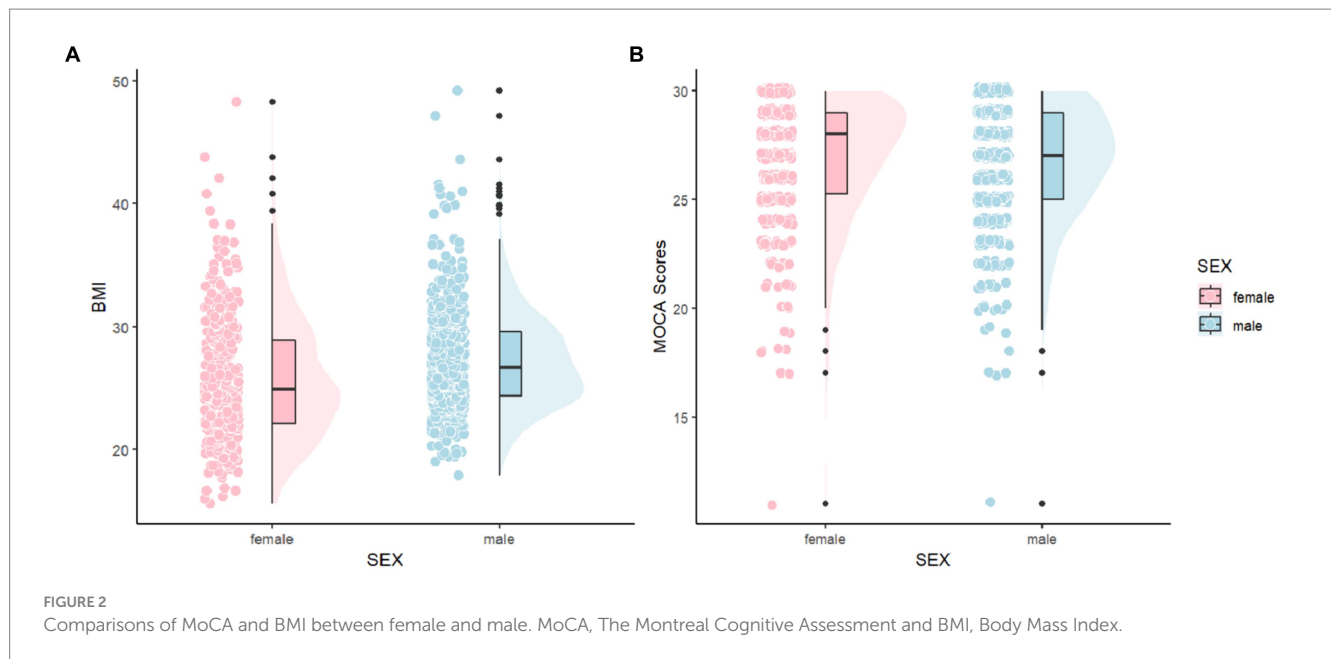 A
B
50
40
30
20
BMI
female
male
SEX
30
25
20
15
MOCA Scores
female
male
SEX
SEX
female
male
FIGURE 2
Comparisons of MoCA and BMI between female and male. MoCA, The Montreal Cognitive Assessment and BMI, Body Mass Index.